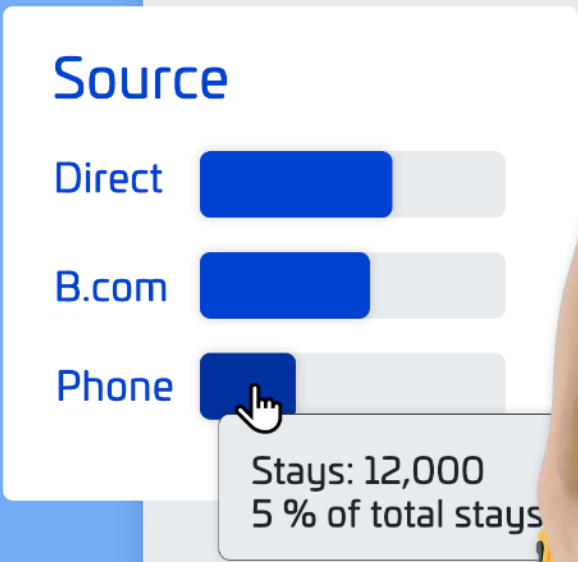 Source
Direct
B.com
Phone
Stays: 12,000
5 % of total stays